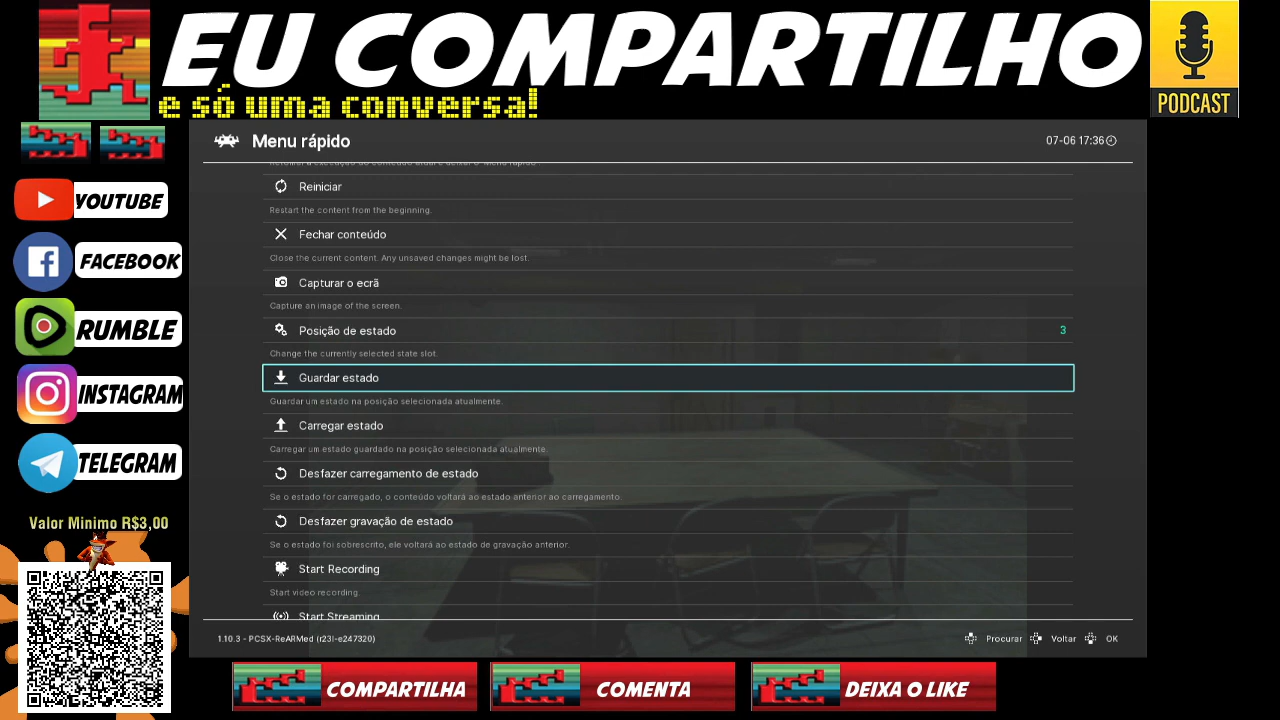 EU COMPARTILHO
e só uma conversa!
PODCAST
Menu rápido
07-06 17:36
Reiniciar
Restart the content from the beginning.
Fechar conteúdo
Close the current content. Any unsaved changes might be lost.
Capturar o ecrã
Capture an image of the screen.
Posição de estado
3
Change the currently selected state slot.
Guardar estado
Guardar um estado na posição selecionada atualmente.
Carregar estado
Carregar um estado guardado na posição selecionada atualmente.
Desfazer carregamento de estado
Se o estado for carregado, o conteúdo voltará ao estado anterior ao carregamento.
Desfazer gravação de estado
Se o estado foi sobrescrito, ele voltará ao estado de gravação anterior.
Start Recording
Start video recording.
Start Streaming
1.10.3 - PCSX-ReARMed (r23l-e247320)
Procurar
Voltar
OK
YOUTUBE
FACEBOOK
RUMBLE
INSTAGRAM
TELEGRAM
Valor Minimo R$3,00
COMPARTILHA
COMENTA
DEIXA O LIKE